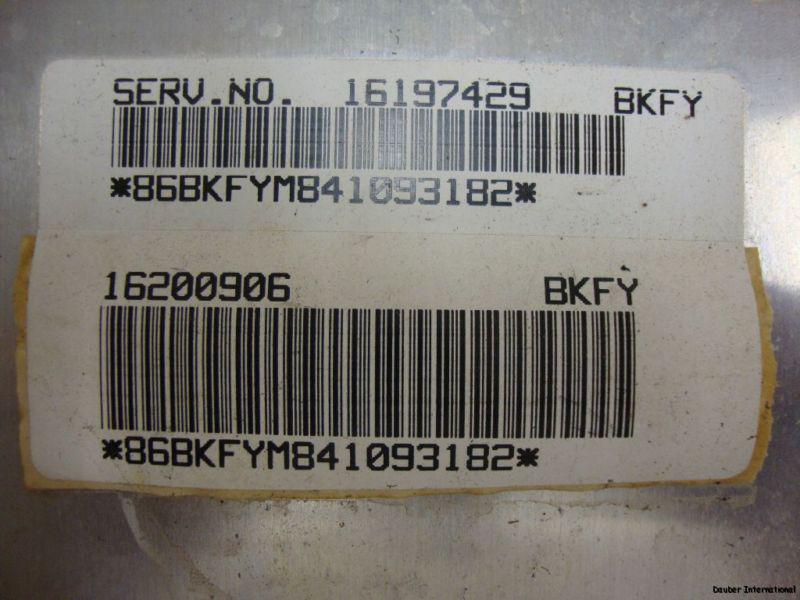 SERV.NO. 16197429 BKFY
*86BKFYM841093182*
16200906 BKFY
*86BKFYM841093182*
Dauber International